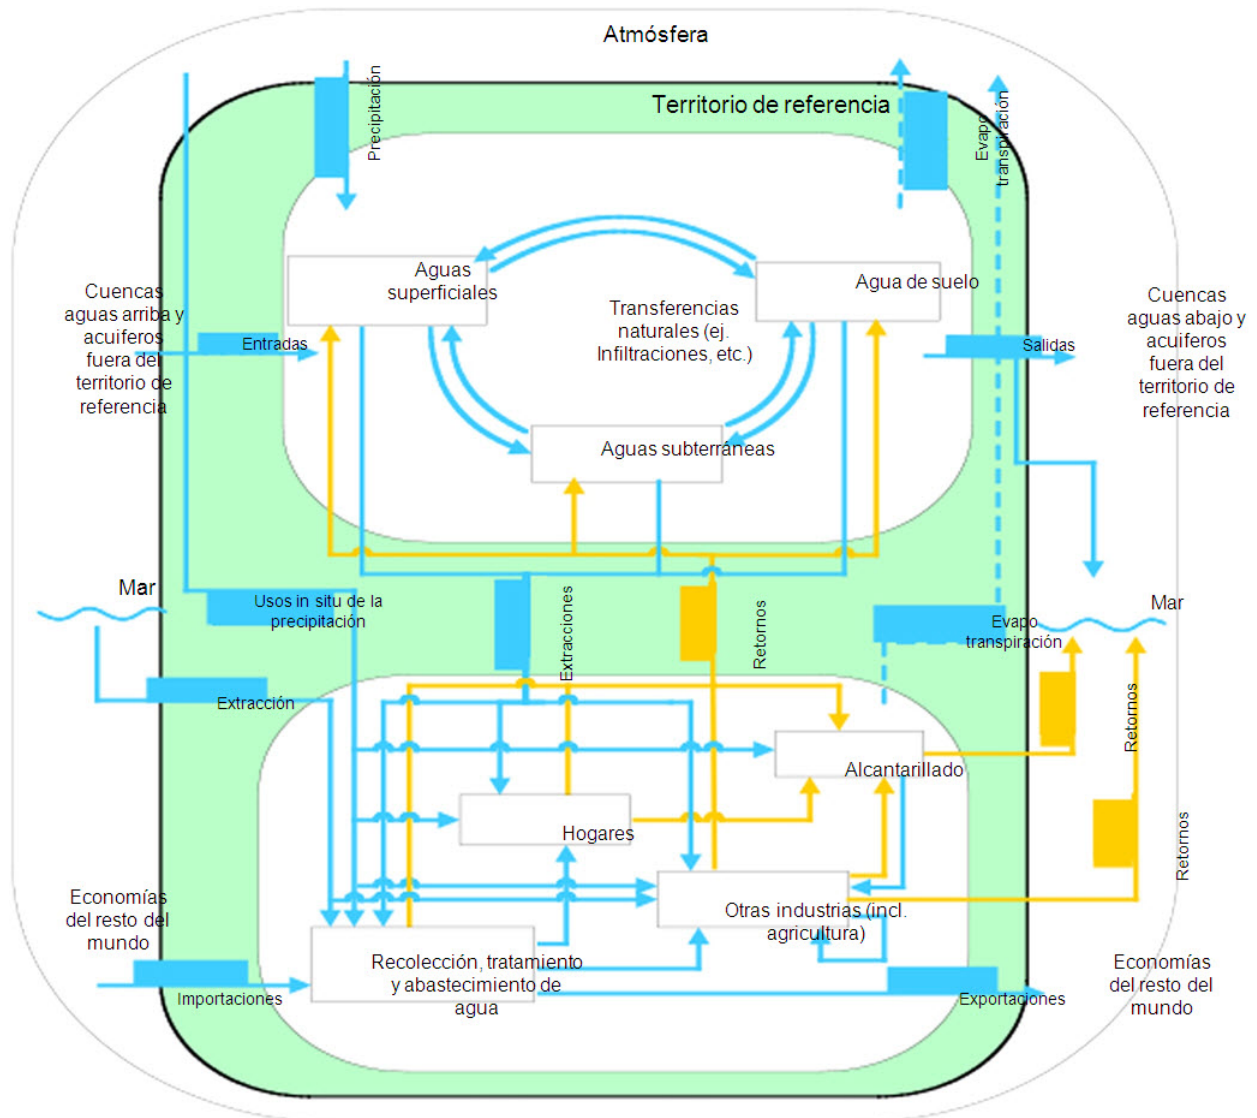 Atmósfera
Precipitación
Territorio de referencia
Evapo
transpiración
Aguas
superficiales
Agua de suelo
Transferencias
naturales (ej.
Infiltraciones, etc.)
Cuencas
aguas arriba y
acuiferos
fuera del
territorio de
referencia
Entradas
Salidas
Cuencas
aguas abajo y
acuiferos
fuera del
territorio de
referencia
Aguas subterráneas
Mar
Usos in situ de la
precipitación
Extracciones
Retornos
Evapo
transpiración
Mar
Extracción
Retornos
Alcantarillado
Hogares
Retornos
Economías
del resto del
mundo
Otras industrias (incl.
agricultura)
Recolección, tratamiento
y abastecimiento de
agua
Importaciones
Exportaciones
Economías
del resto del
mundo